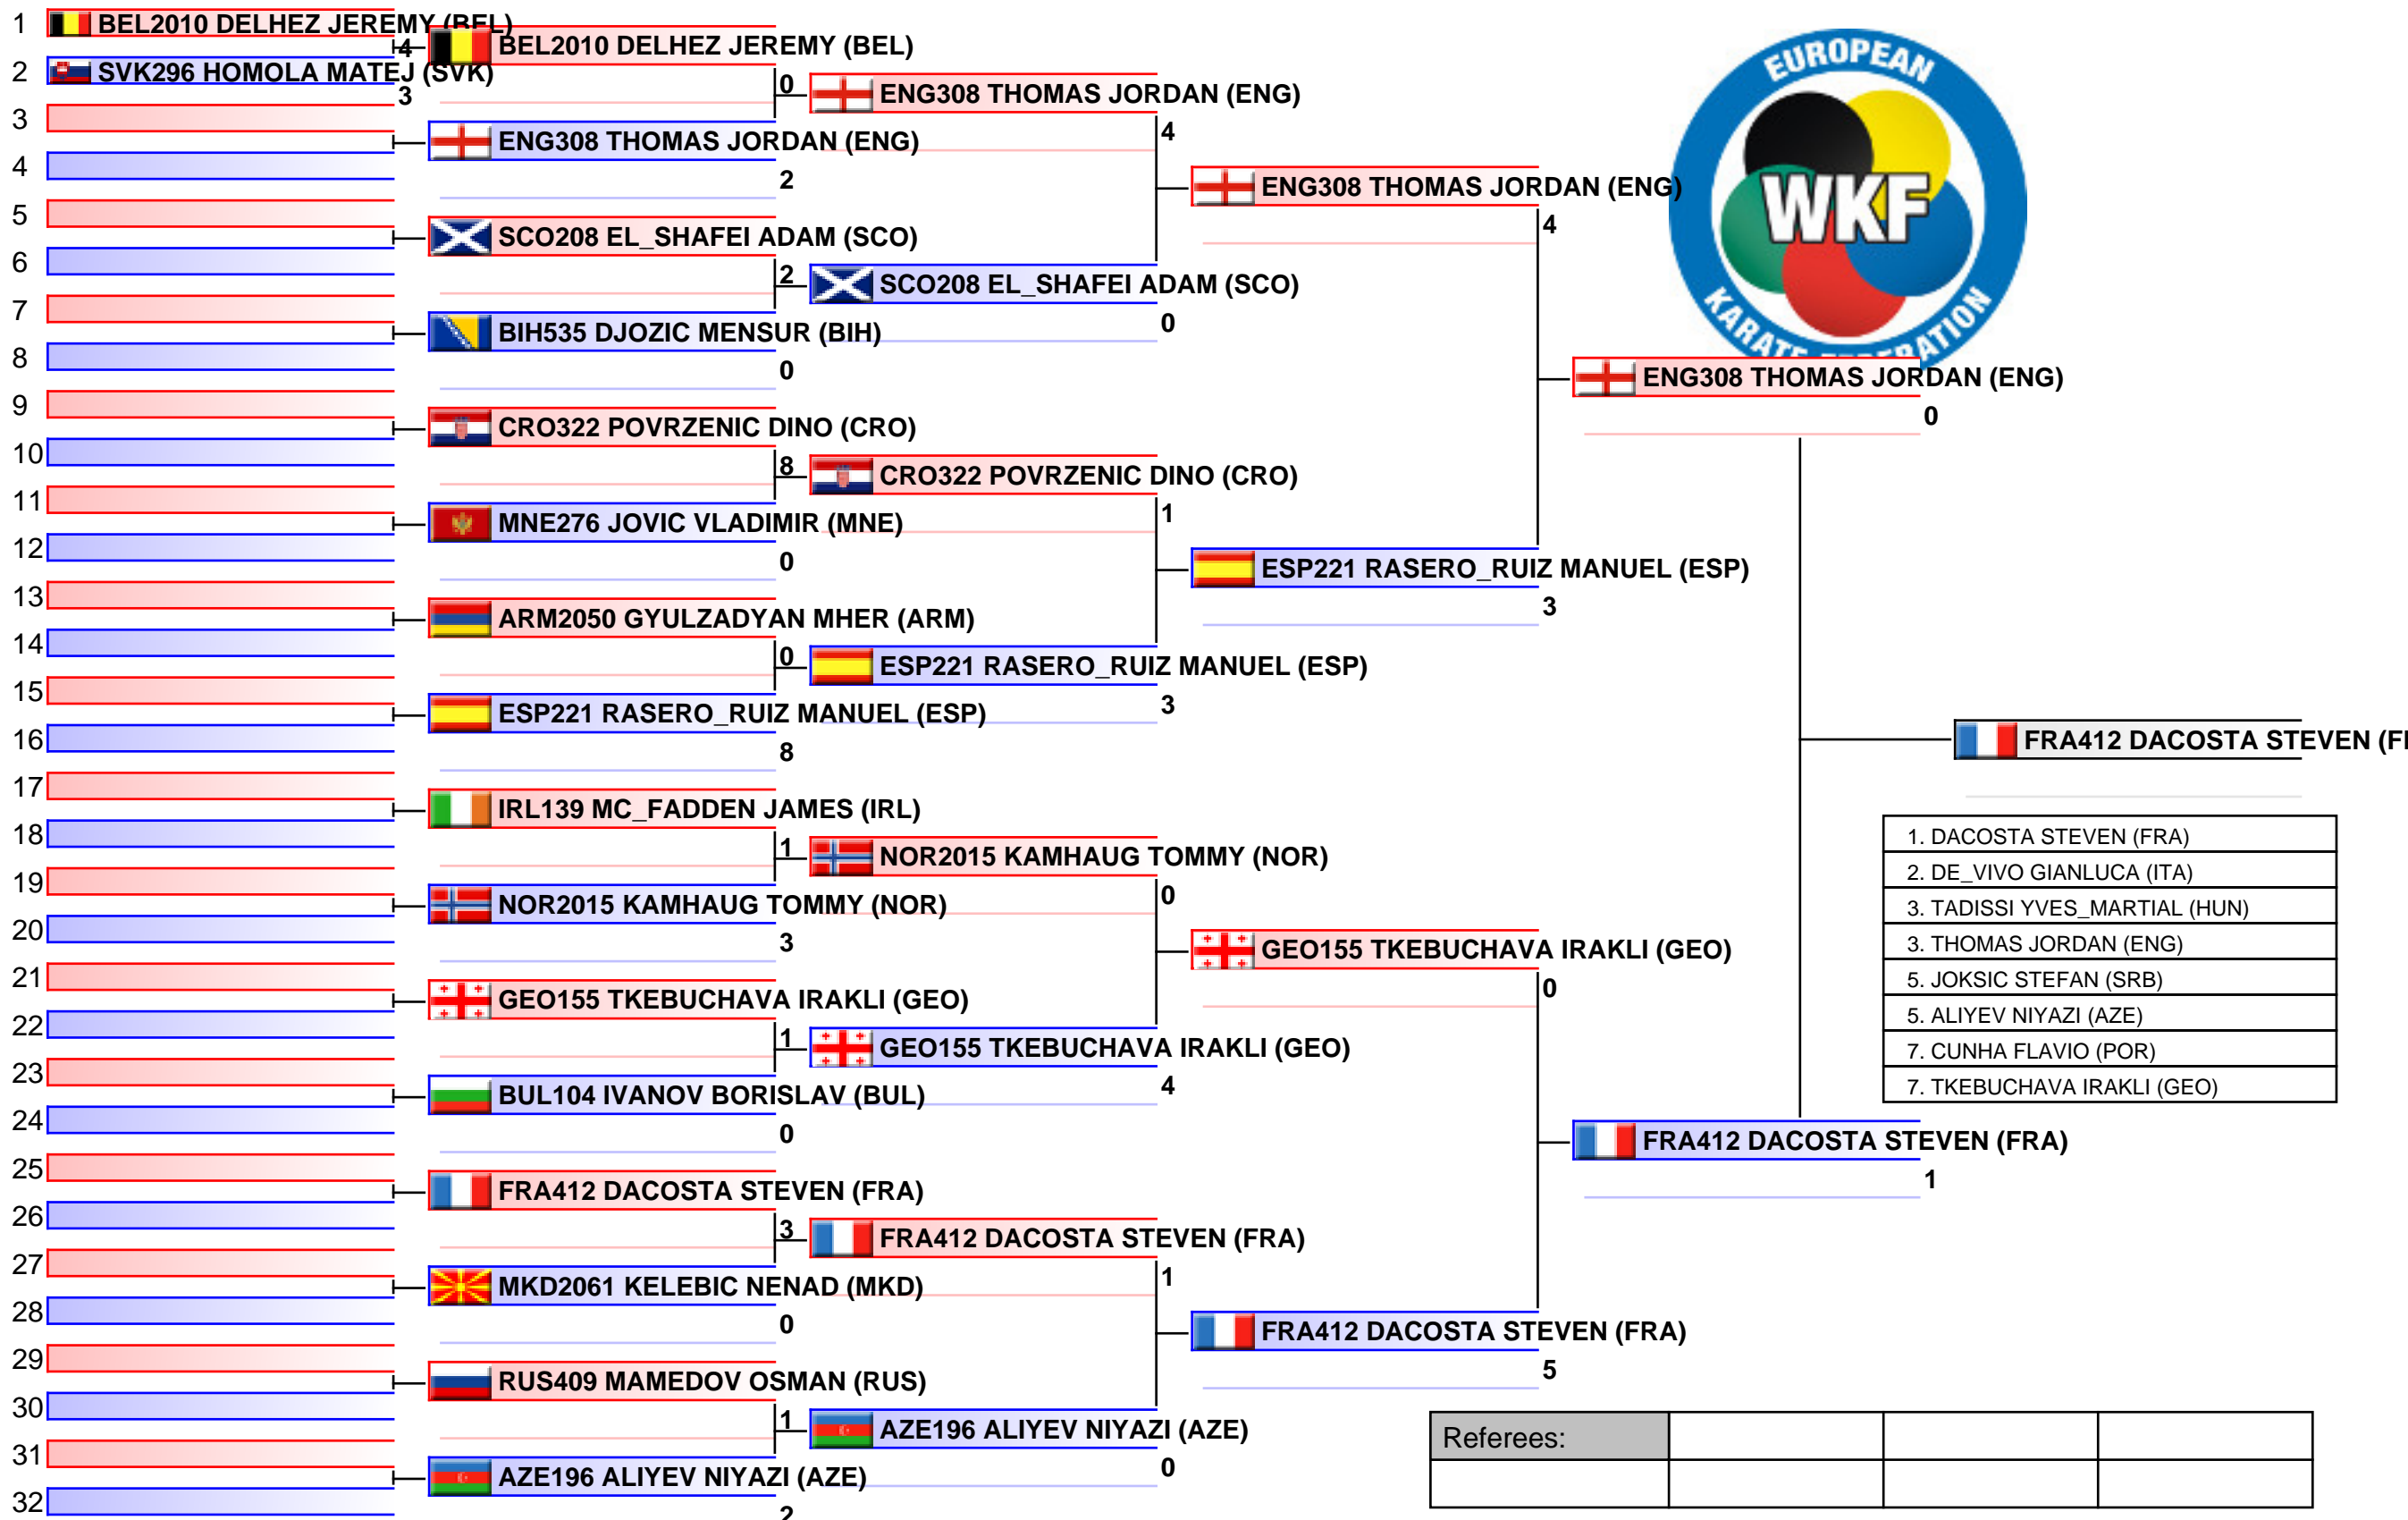 1 BEL2010 DELHEZ JEREMY (BEL)
4
2 SVK296 HOMOLA MATEJ (SVK)
3
3
4
5
6
7
8
9
10
11
12
13
14
15
16
17
18
19
20
21
22
23
24
25
26
27
28
29
30
31
32
BEL2010 DELHEZ JEREMY (BEL)
0
ENG308 THOMAS JORDAN (ENG)
2
SCO208 EL_SHAFEI ADAM (SCO)
2
BIH535 DJOZIC MENSUR (BIH)
0
CRO322 POVRZENIC DINO (CRO)
8
MNE276 JOVIC VLADIMIR (MNE)
0
ARM2050 GYULZADYAN MHER (ARM)
0
ESP221 RASERO_RUIZ MANUEL (ESP)
8
IRL139 MC_FADDEN JAMES (IRL)
1
NOR2015 KAMHAUG TOMMY (NOR)
3
GEO155 TKEBUCHAVA IRAKLI (GEO)
1
BUL104 IVANOV BORISLAV (BUL)
0
FRA412 DACOSTA STEVEN (FRA)
3
MKD2061 KELEBIC NENAD (MKD)
0
RUS409 MAMEDOV OSMAN (RUS)
1
AZE196 ALIYEV NIYAZI (AZE)
2
ENG308 THOMAS JORDAN (ENG)
4
SCO208 EL_SHAFEI ADAM (SCO)
0
CRO322 POVRZENIC DINO (CRO)
1
ESP221 RASERO_RUIZ MANUEL (ESP)
3
NOR2015 KAMHAUG TOMMY (NOR)
0
GEO155 TKEBUCHAVA IRAKLI (GEO)
4
FRA412 DACOSTA STEVEN (FRA)
1
AZE196 ALIYEV NIYAZI (AZE)
0
ENG308 THOMAS JORDAN (ENG)
4
ESP221 RASERO_RUIZ MANUEL (ESP)
3
GEO155 TKEBUCHAVA IRAKLI (GEO)
0
FRA412 DACOSTA STEVEN (FRA)
5
EUROPEAN
WKF
KARATE FEDERATION
ENG308 THOMAS JORDAN (ENG)
0
FRA412 DACOSTA STEVEN (FRA)
1
FRA412 DACOSTA STEVEN (F
1. DACOSTA STEVEN (FRA)
2. DE_VIVO GIANLUCA (ITA)
3. TADISSI YVES_MARTIAL (HUN)
3. THOMAS JORDAN (ENG)
5. JOKSIC STEFAN (SRB)
5. ALIYEV NIYAZI (AZE)
7. CUNHA FLAVIO (POR)
7. TKEBUCHAVA IRAKLI (GEO)
Referees: